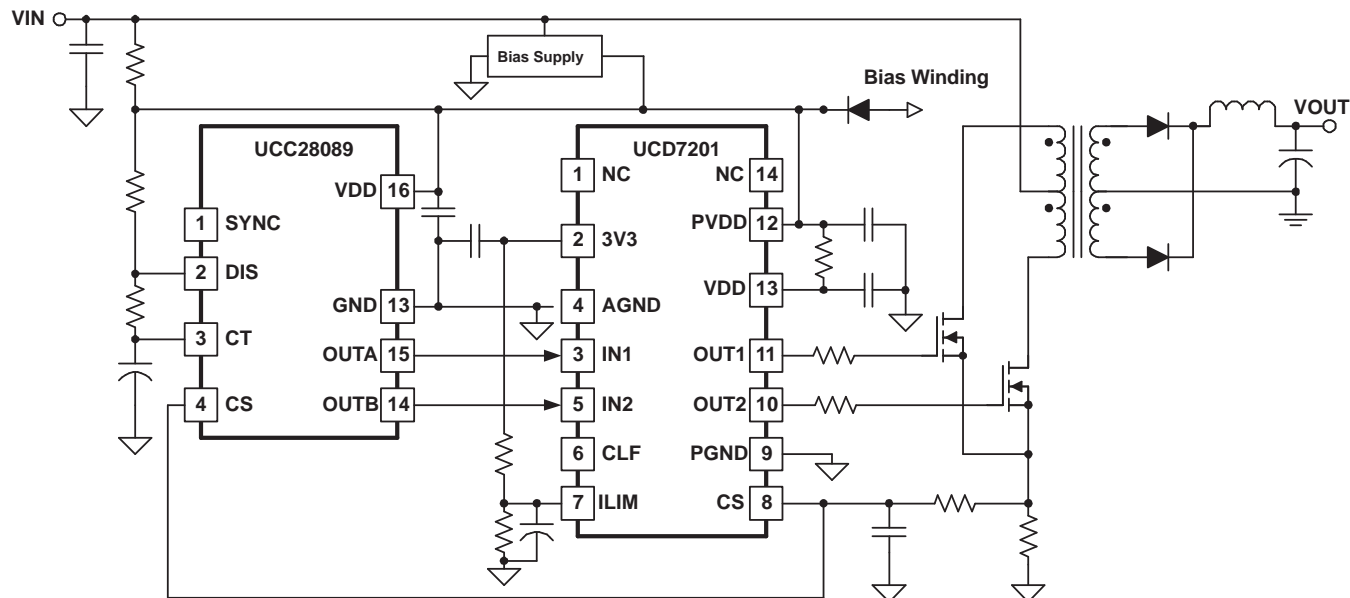 VIN
Bias Supply
Bias Winding
VOUT
UCC28089
UCD7201
1 NC
NC 14
VDD 16
1 SYNC
PVDD 12
2 3V3
2 DIS
VDD 13
GND 13
4 AGND
3 CT
OUTA 15
3 IN1
OUT1 11
4 CS
OUTB 14
5 IN2
OUT2 10
6 CLF
PGND 9
7 ILIM
CS 8